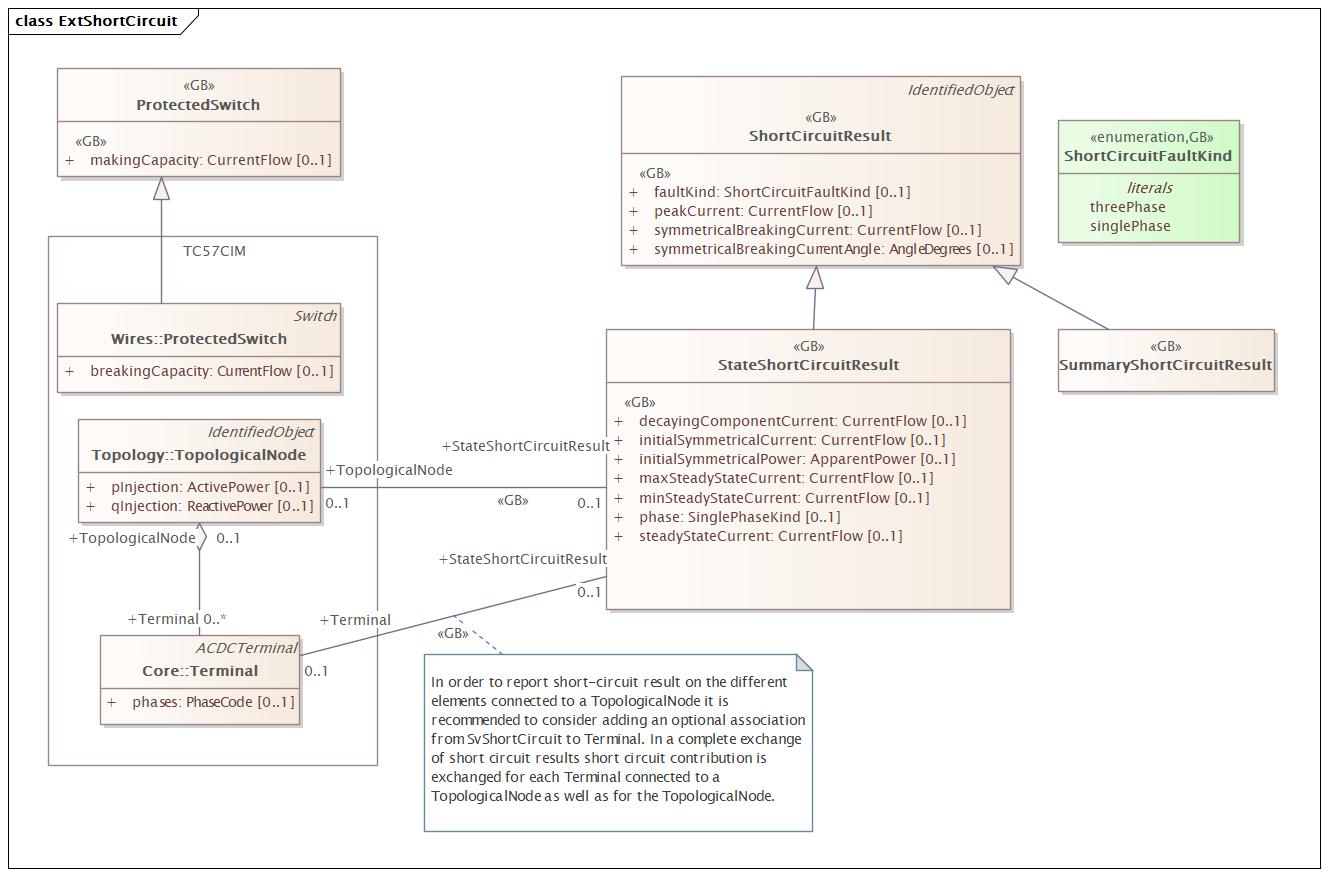 class ExtShortCircuit
«GB»
ProtectedSwitch
«GB»
+ makingCapacity: CurrentFlow [0..1]
TC57CIM
Switch
Wires::ProtectedSwitch
+ breakingCapacity: CurrentFlow [0..1]
IdentifiedObject
Topology::TopologicalNode
+ pInjection: ActivePower [0..1]
+ qInjection: ReactivePower [0..1]
+TopologicalNode 0..1
+Terminal 0..*
ACDCTerminal
Core::Terminal
+ phases: PhaseCode [0..1]
IdentifiedObject
«GB»
ShortCircuitResult
«GB»
+ faultKind: ShortCircuitFaultKind [0..1]
+ peakCurrent: CurrentFlow [0..1]
+ symmetricalBreakingCurrent: CurrentFlow [0..1]
+ symmetricalBreakingCurrentAngle: AngleDegrees [0..1]
«enumeration,GB»
ShortCircuitFaultKind
literals
threePhase
singlePhase
«GB»
StateShortCircuitResult
«GB»
+ decayingComponentCurrent: CurrentFlow [0..1]
+ initialSymmetricalCurrent: CurrentFlow [0..1]
+ initialSymmetricalPower: ApparentPower [0..1]
+ maxSteadyStateCurrent: CurrentFlow [0..1]
+ minSteadyStateCurrent: CurrentFlow [0..1]
+ phase: SinglePhaseKind [0..1]
+ steadyStateCurrent: CurrentFlow [0..1]
«GB»
SummaryShortCircuitResult
+StateShortCircuitResult
+TopologicalNode
0..1
«GB»
0..1
+StateShortCircuitResult
0..1
+Terminal
«GB»
0..1
In order to report short-circuit result on the different
elements connected to a TopologicalNode it is
recommended to consider adding an optional association
from SvShortCircuit to Terminal. In a complete exchange
of short circuit results short circuit contribution is
exchanged for each Terminal connected to a
TopologicalNode as well as for the TopologicalNode.